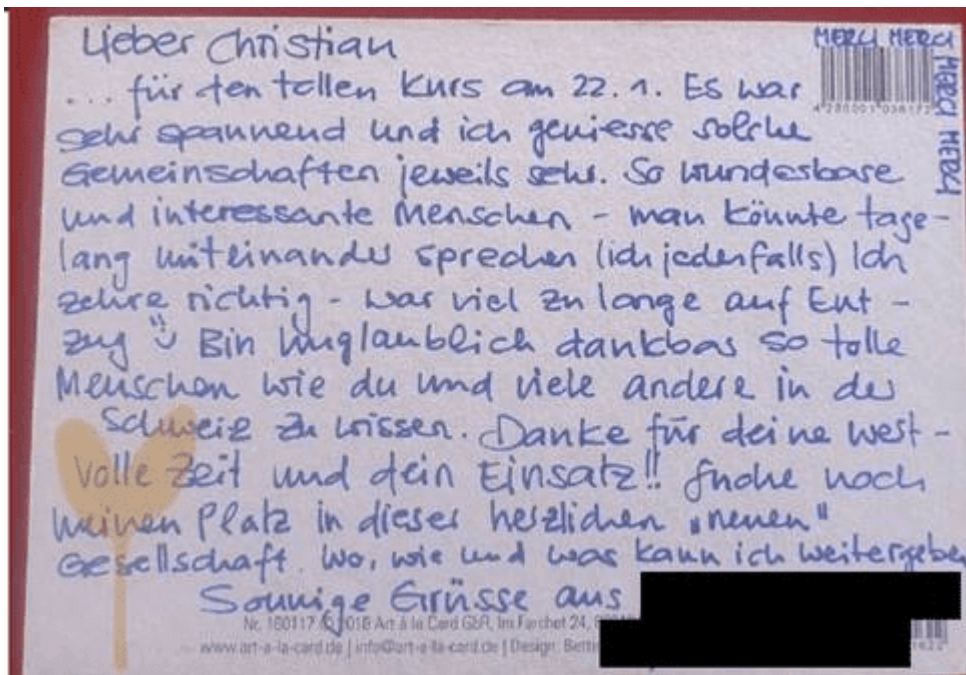 Lieber Christian
MERCI MERCI
MERCI MERCI
... für den tollen Kurs am 22.1. Es war
sehr spannend und ich geniesse solche
Gemeinschaften jeweils sehr. So wunderbare
und interessante Menschen - man könnte tage-
lang miteinander sprechen (ich jedenfalls) Ich
zehre richtig - war viel zu lange auf Ent-
zug Bin unglaublich dankbar so tolle
Menschen wie du und viele andere in der
Schweiz zu wissen. Danke für deine wert-
volle Zeit und dein Einsatz!! Suche noch
meinen Platz in dieser herzlichen „neuen“
Gesellschaft. Wo, wie und was kann ich weitergeben
Sonnige Grüsse aus
Nr. 160117 / © 2018 Art à la Card GbR, Im Farchet 24,
www.art-a-la-card.de | info@art-a-la-card.de | Design: